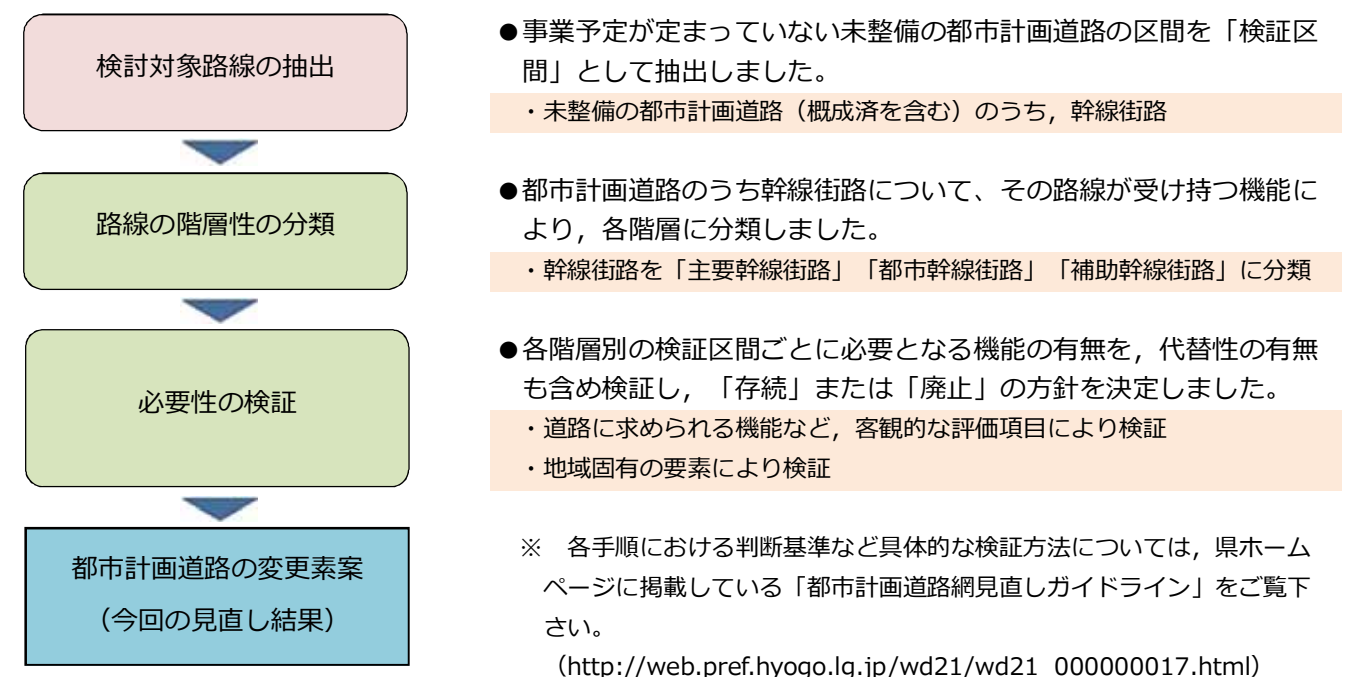 検討対象路線の抽出
●事業予定が定まっていない未整備の都市計画道路の区間を「検証区
間」として抽出しました。
・未整備の都市計画道路（概成済を含む）のうち，幹線街路
路線の階層性の分類
●都市計画道路のうち幹線街路について、その路線が受け持つ機能に
より，各階層に分類しました。
・幹線街路を「主要幹線街路」「都市幹線街路」「補助幹線街路」に分類
必要性の検証
●各階層別の検証区間ごとに必要となる機能の有無を，代替性の有無
も含め検証し，「存続」または「廃止」の方針を決定しました。
・道路に求められる機能など，客観的な評価項目により検証
・地域固有の要素により検証
都市計画道路の変更素案
（今回の見直し結果）
※　各手順における判断基準など具体的な検証方法については，県ホーム
ページに掲載している「都市計画道路網見直しガイドライン」をご覧下
さい。
（http://web.pref.hyogo.lg.jp/wd21/wd21_000000017.html）